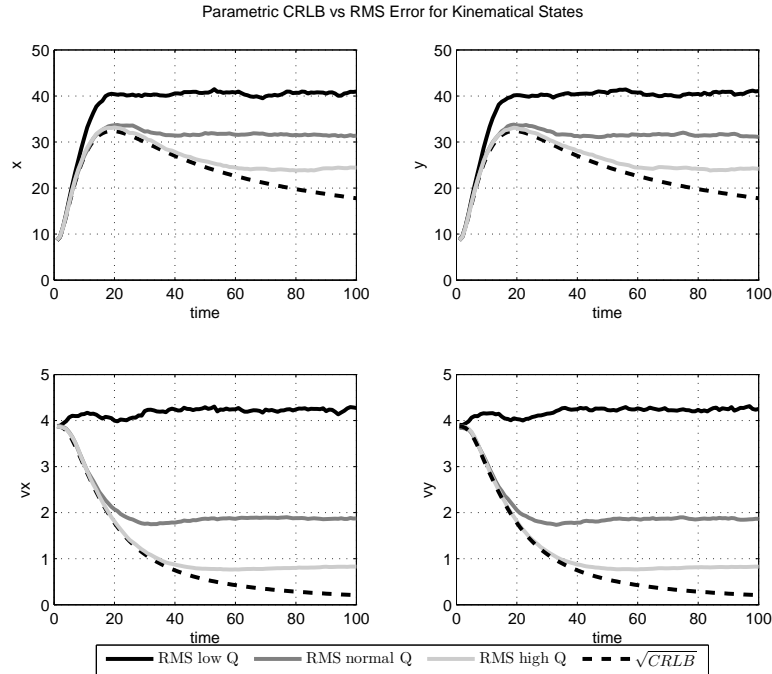 Parametric CRLB vs RMS Error for Kinematical States
50
40
30
20
10
0
x
0 20 40 60 80 100
time
50
40
30
20
10
0
y
0 20 40 60 80 100
time
5
4
3
2
1
0
vx
0 20 40 60 80 100
time
5
4
3
2
1
0
vy
0 20 40 60 80 100
time
RMS low Q RMS normal Q RMS high Q √CRLB